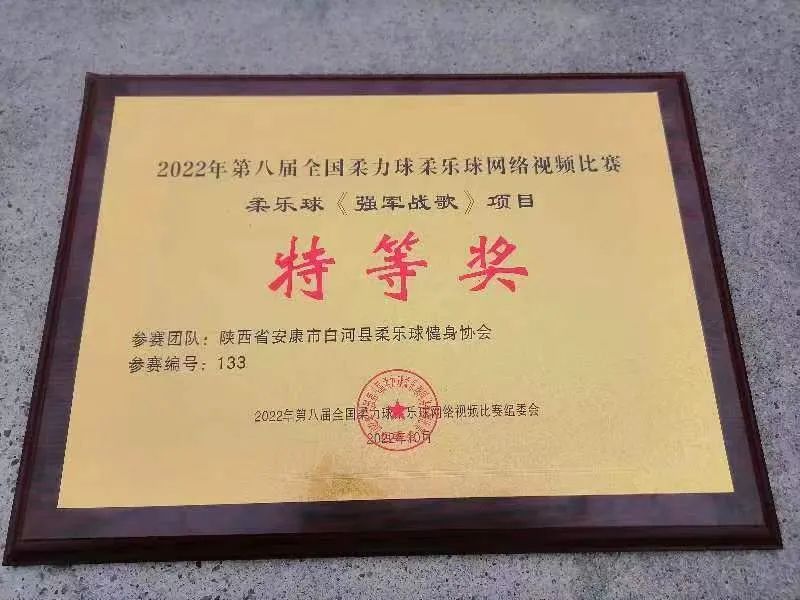 2022年第八届全国柔力球柔乐球网络视频比赛
柔乐球《强军战歌》项目
特等奖
参赛团队：陕西省安康市白河县柔乐球健身协会
参赛编号：133
2022年第八届全国柔力球柔乐球网络视频比赛组委会
2022年10月